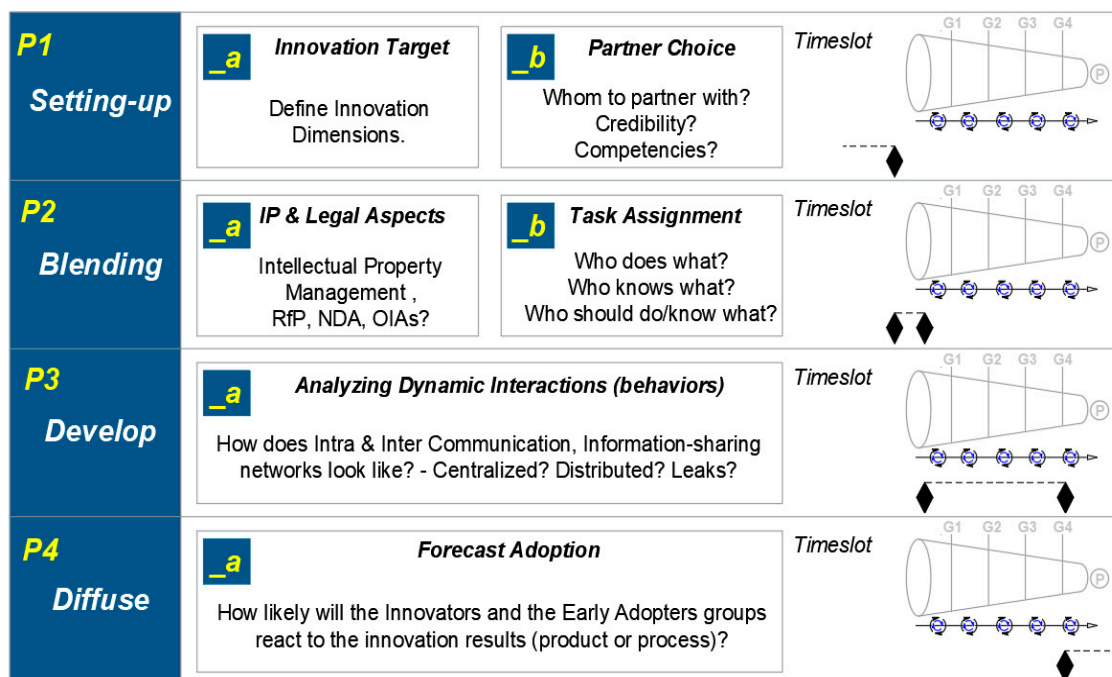 P1
Setting-up
_a
Innovation Target
Define Innovation
Dimensions.
_b
Partner Choice
Whom to partner with?
Credibility?
Competencies?
Timeslot
G1 G2 G3 G4
P
P2
Blending
_a
IP & Legal Aspects
Intellectual Property
Management ,
RfP, NDA, OIAs?
_b
Task Assignment
Who does what?
Who knows what?
Who should do/know what?
Timeslot
G1 G2 G3 G4
P
P3
Develop
_a
Analyzing Dynamic Interactions (behaviors)
How does Intra & Inter Communication, Information-sharing
networks look like? - Centralized? Distributed? Leaks?
Timeslot
G1 G2 G3 G4
P
P4
Diffuse
_a
Forecast Adoption
How likely will the Innovators and the Early Adopters groups
react to the innovation results (product or process)?
Timeslot
G1 G2 G3 G4
P